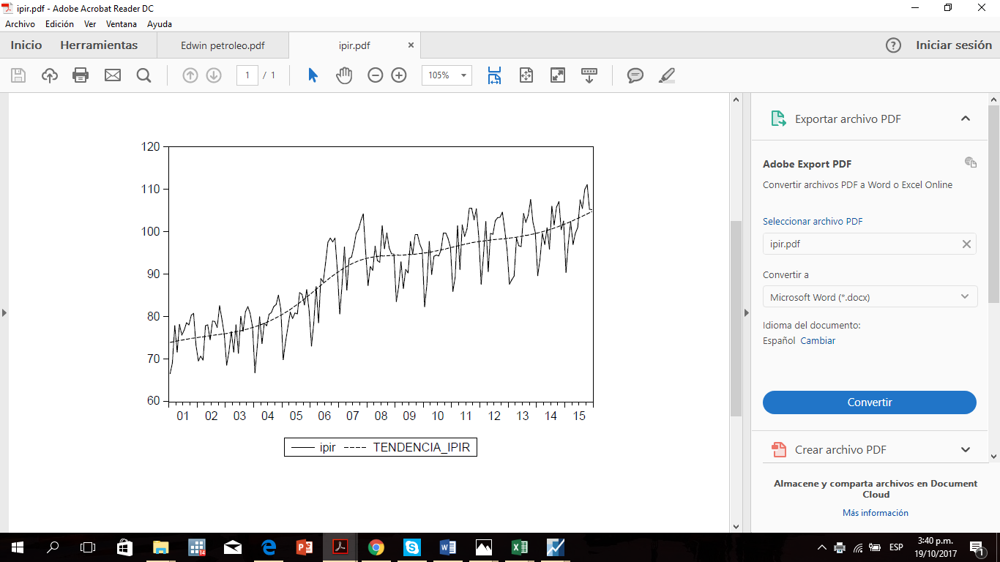 ipir.pdf - Adobe Acrobat Reader DC
Archivo Edición Ver Ventana Ayuda
Inicio Herramientas Edwin petroleo.pdf ipir.pdf × ? Iniciar sesión
1 / 1 105%
120
110
100
90
80
70
60
01 02 03 04 05 06 07 08 09 10 11 12 13 14 15
ipir TENDENCIA_IPIR
Exportar archivo PDF
Adobe Export PDF
Convertir archivos PDF a Word o Excel Online
Seleccionar archivo PDF
ipir.pdf
Convertir a
Microsoft Word (*.docx)
Idioma del documento:
Español Cambiar
Convertir
Crear archivo PDF
Almacene y comparta archivos en Document
Cloud
Más información
14
ESP
3:40 p.m.
19/10/2017
1